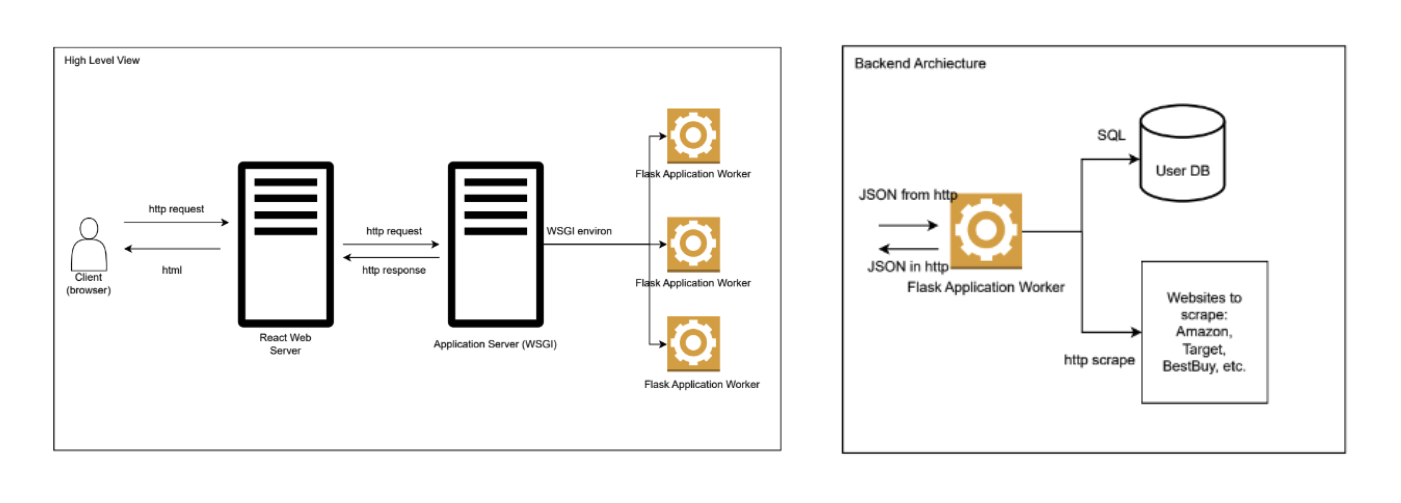 High Level View
Flask Application Worker
http request
http request
WSGI environ
html
http response
Client
(browser)
Flask Application Worker
React Web
Server
Application Server (WSGI)
Flask Application Worker
Backend Archiecture
SQL
User DB
JSON from http
JSON in http
Flask Application Worker
Websites to
scrape:
Amazon,
Target,
BestBuy, etc.
http scrape